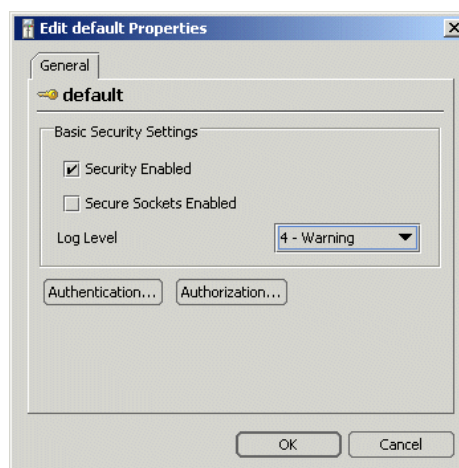 Edit default Properties
General
default
Basic Security Settings
Security Enabled
Secure Sockets Enabled
Log Level
4 - Warning
Authentication...
Authorization...
OK
Cancel